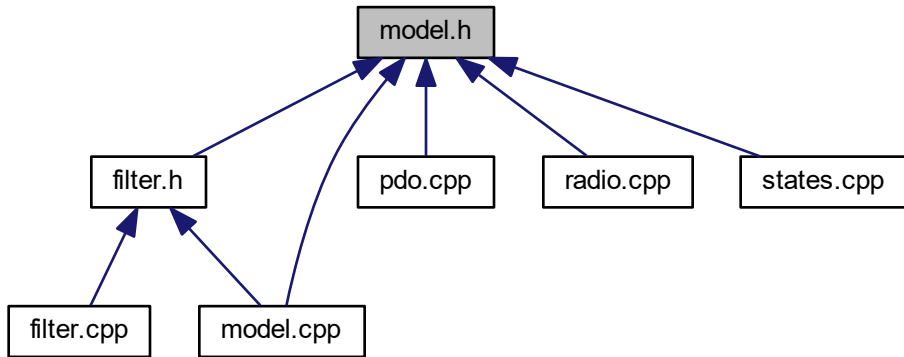 model.h
filter.h
pdo.cpp
radio.cpp
states.cpp
filter.cpp
model.cpp